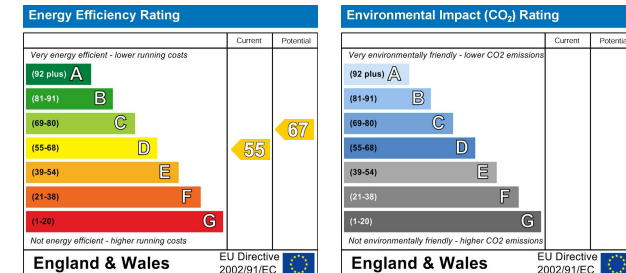 Energy Efficiency Rating
Current Potential
Very energy efficient - lower running costs
(92 plus) A
(81-91) B
(69-80) C
(55-68) D
(39-54) E
(21-38) F
(1-20) G
55
67
Not energy efficient - higher running costs
England & Wales
EU Directive
2002/91/EC
Environmental Impact (CO₂) Rating
Current Potential
Very environmentally friendly - lower CO2 emissions
(92 plus) A
(81-91) B
(69-80) C
(55-68) D
(39-54) E
(21-38) F
(1-20) G
Not environmentally friendly - higher CO2 emissions
England & Wales
EU Directive
2002/91/EC